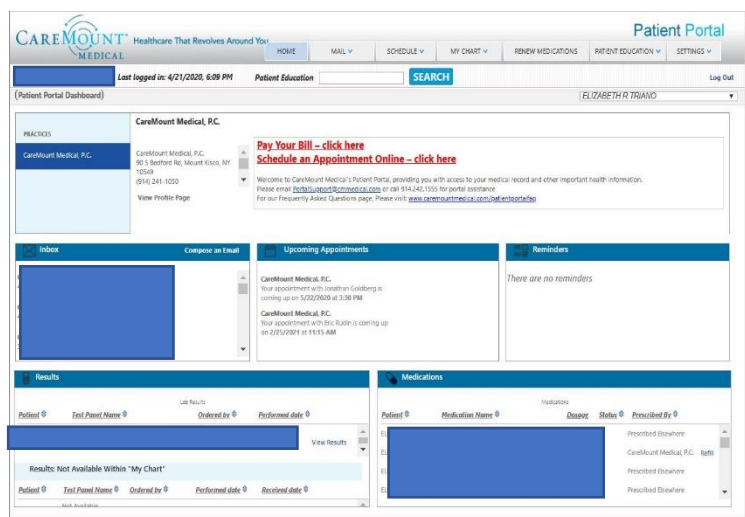 CAREMOUNT MEDICAL
Healthcare That Revolves Around You
Patient Portal
HOME MAIL SCHEDULE MY CHART RENEW MEDICATIONS PATIENT EDUCATION SETTINGS
Last logged in: 4/21/2020, 6:09 PM Patient Education SEARCH Log Out
(Patient Portal Dashboard) ELIZABETH R TRIANO
PRACTICES
CareMount Medical, P.C.
CareMount Medical, P.C.
CareMount Medical, P.C.
90 S Bedford Rd, Mount Kisco, NY
10549
(914) 241-1050
View Profile Page
Pay Your Bill – click here
Schedule an Appointment Online – click here
Welcome to CareMount Medical's Patient Portal, providing you with access to your medical record and other important health information.
Please email PortalSupport@cmmedical.com or call 914.242.1555 for portal assistance
For our Frequently Asked Questions page, Please visit: www.caremountmedical.com/patientportalfaq
Inbox Compose an Email
Upcoming Appointments
CareMount Medical, P.C.
Your appointment with Jonathan Goldberg is
coming up on 5/22/2020 at 3:30 PM
CareMount Medical, P.C.
Your appointment with Eric Rudin is coming up
on 2/25/2021 at 11:15 AM
Reminders
There are no reminders
Results
Lab Results
Patient Test Panel Name Ordered by Performed date
View Results
Results: Not Available Within "My Chart"
Patient Test Panel Name Ordered by Performed date Received date
Not Available
Medications
Medications
Patient Medication Name Dosage Status Prescribed By
Prescribed Elsewhere
CareMount Medical, P.C. Refill
Prescribed Elsewhere
Prescribed Elsewhere